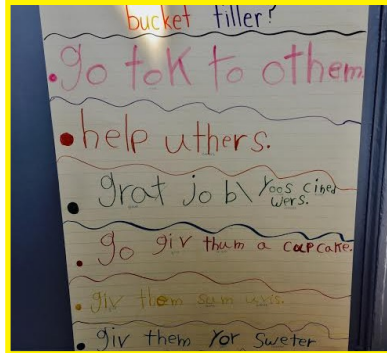 bucket filler?
• go tok to othem
• help uthers.
• grat job\ Yoos cined
wers.
• go giv thum a capcake.
• giv them sum
• giv them Yor Sweter